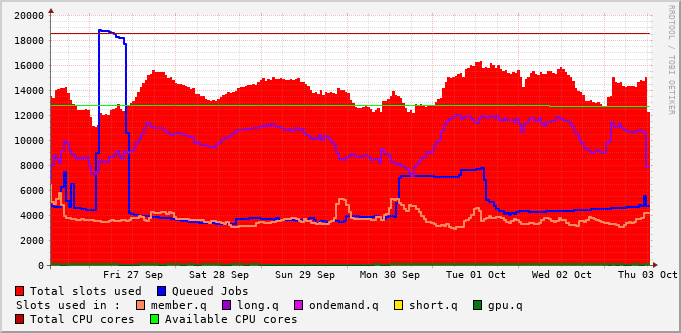 20000
18000
16000
14000
12000
10000
8000
6000
4000
2000
0
Fri 27 Sep Sat 28 Sep Sun 29 Sep Mon 30 Sep Tue 01 Oct Wed 02 Oct Thu 03 Oct
RRDTOOL / TOBI OETIKER
Total slots used Queued Jobs
Slots used in : member.q long.q ondemand.q short.q gpu.q
Total CPU cores Available CPU cores